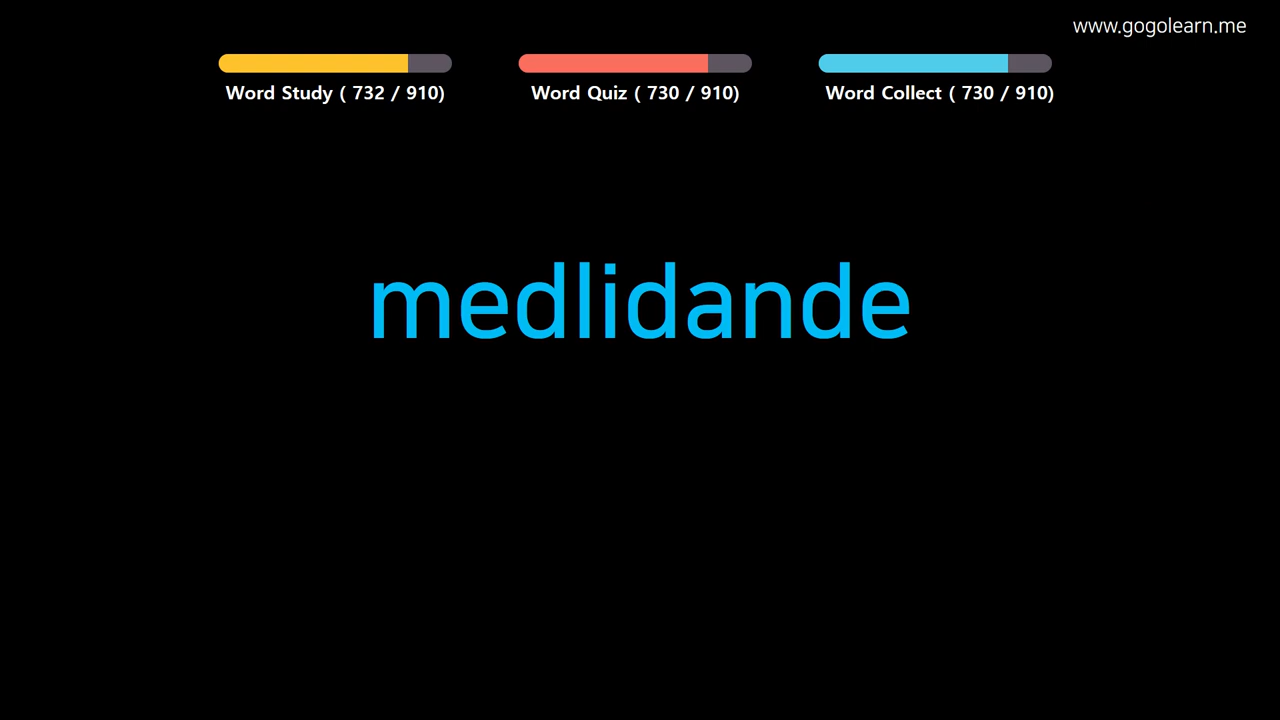 www.gogolearn.me
Word Study ( 732 / 910)
Word Quiz ( 730 / 910)
Word Collect ( 730 / 910)
medlidande